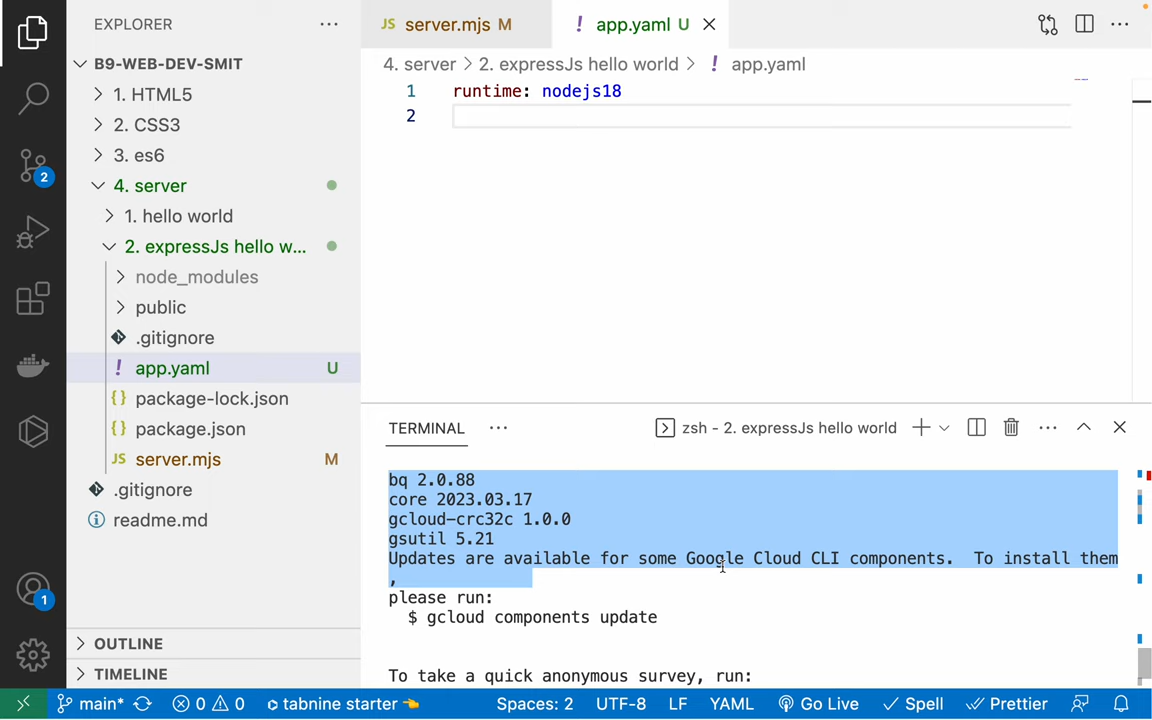 EXPLORER
B9-WEB-DEV-SMIT
1. HTML5
2. CSS3
3. es6
4. server
1. hello world
2. expressJs hello w...
node_modules
public
.gitignore
app.yaml U
package-lock.json
package.json
JS server.mjs M
.gitignore
readme.md
OUTLINE
TIMELINE
2
1
JS server.mjs M
! app.yaml U
4. server > 2. expressJs hello world > ! app.yaml
1 runtime: nodejs18
2
TERMINAL
zsh - 2. expressJs hello world
bq 2.0.88
core 2023.03.17
gcloud-crc32c 1.0.0
gsutil 5.21
Updates are available for some Google Cloud CLI components.  To install them
,
please run:
$ gcloud components update
To take a quick anonymous survey, run:
main* 0 0 tabnine starter 👈 Spaces: 2 UTF-8 LF YAML Go Live Spell Prettier